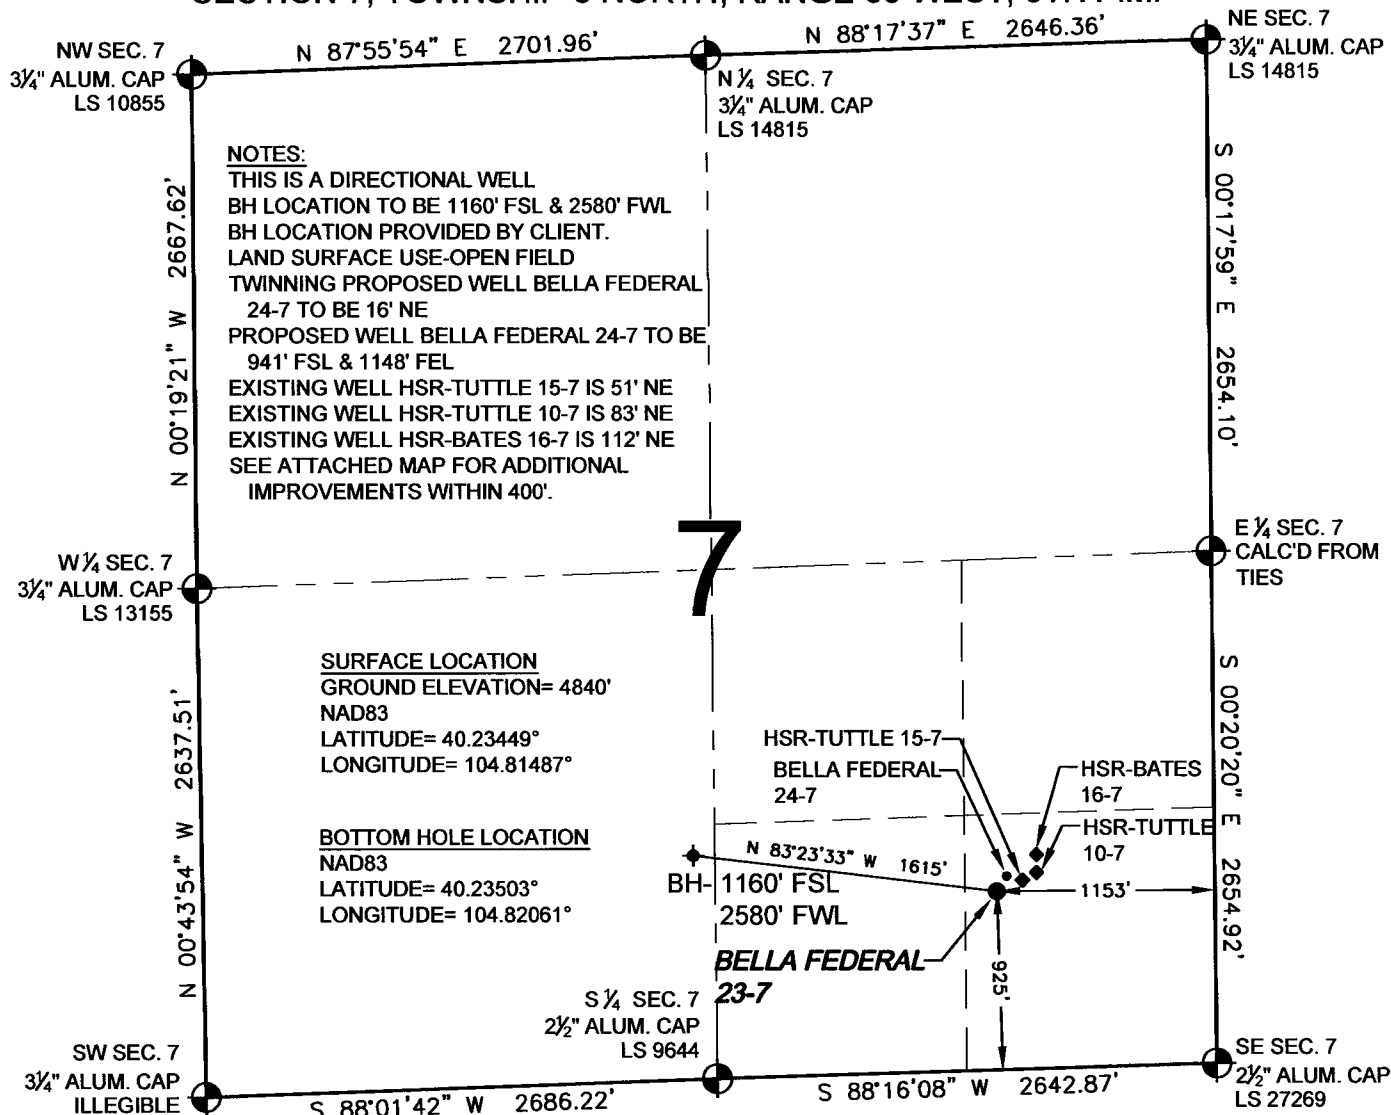 NW SEC. 7
3¼" ALUM. CAP
LS 10855
N 87°55'54" E 2701.96'
N ¼ SEC. 7
3¼" ALUM. CAP
LS 14815
N 88°17'37" E 2646.36'
NE SEC. 7
3¼" ALUM. CAP
LS 14815
N 00°19'21" W 2667.62'
NOTES:
THIS IS A DIRECTIONAL WELL
BH LOCATION TO BE 1160' FSL & 2580' FWL
BH LOCATION PROVIDED BY CLIENT.
LAND SURFACE USE-OPEN FIELD
TWINNING PROPOSED WELL BELLA FEDERAL
24-7 TO BE 16' NE
PROPOSED WELL BELLA FEDERAL 24-7 TO BE
941' FSL & 1148' FEL
EXISTING WELL HSR-TUTTLE 15-7 IS 51' NE
EXISTING WELL HSR-TUTTLE 10-7 IS 83' NE
EXISTING WELL HSR-BATES 16-7 IS 112' NE
SEE ATTACHED MAP FOR ADDITIONAL
IMPROVEMENTS WITHIN 400'.
S 00°17'59" E 2654.10'
7
W ¼ SEC. 7
3¼" ALUM. CAP
LS 13155
E ¼ SEC. 7
CALC'D FROM
TIES
N 00°43'54" W 2637.51'
SURFACE LOCATION
GROUND ELEVATION= 4840'
NAD83
LATITUDE= 40.23449°
LONGITUDE= 104.81487°
BOTTOM HOLE LOCATION
NAD83
LATITUDE= 40.23503°
LONGITUDE= 104.82061°
HSR-TUTTLE 15-7
BELLA FEDERAL
24-7
HSR-BATES
16-7
HSR-TUTTLE
10-7
N 83°23'33" W 1615'
BH- 1160' FSL
2580' FWL
1153'
925'
BELLA FEDERAL
23-7
S 00°20'20" E 2654.92'
S ¼ SEC. 7
2½" ALUM. CAP
LS 9644
SW SEC. 7
3¼" ALUM. CAP
ILLEGIBLE
S 88°01'42" W 2686.22'
S 88°16'08" W 2642.87'
SE SEC. 7
2½" ALUM. CAP
LS 27269